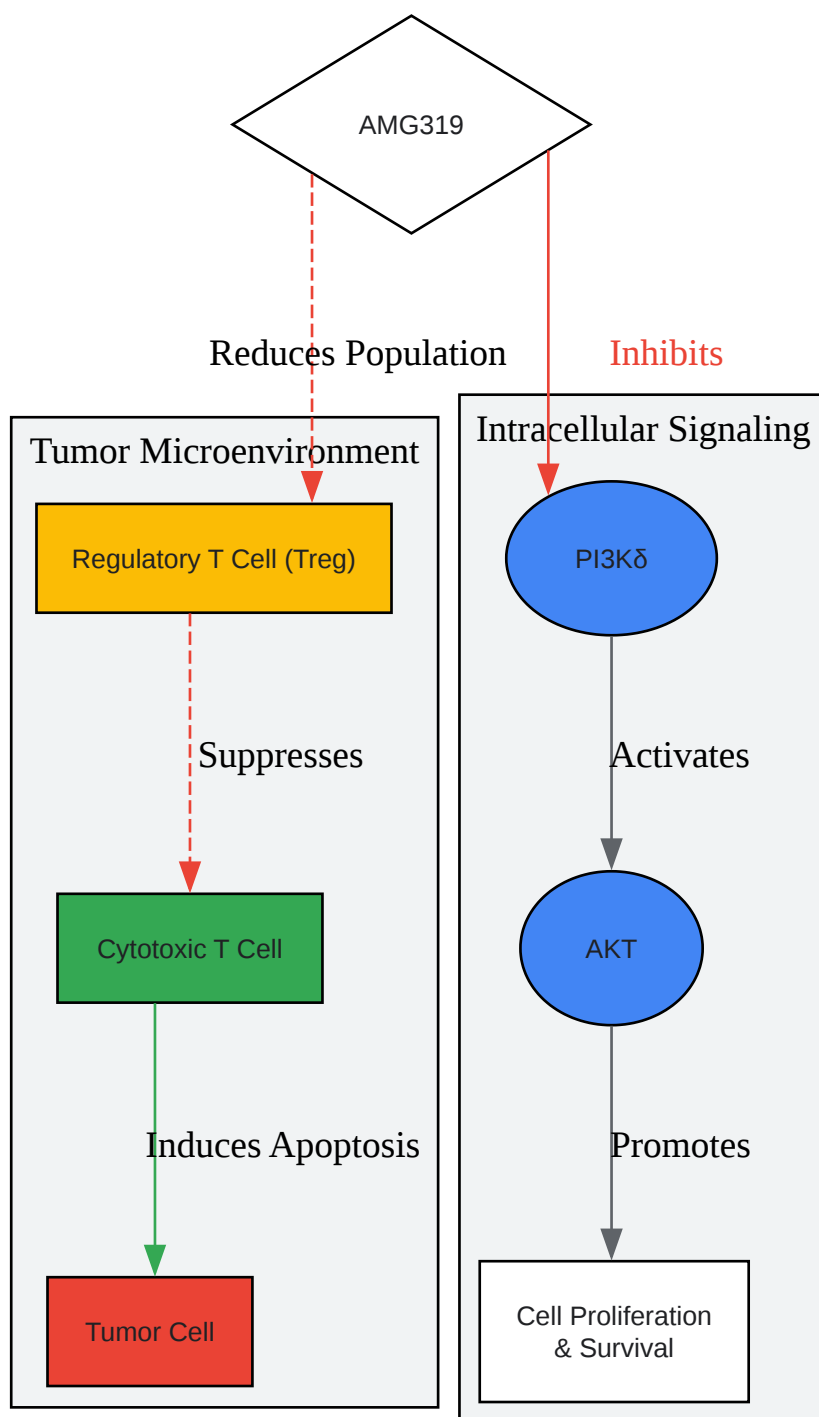 AMG319
Reduces Population
Inhibits
Tumor Microenvironment
Regulatory T Cell (Treg)
Suppresses
Cytotoxic T Cell
Induces Apoptosis
Tumor Cell
Intracellular Signaling
PI3Kδ
Activates
AKT
Promotes
Cell Proliferation
& Survival